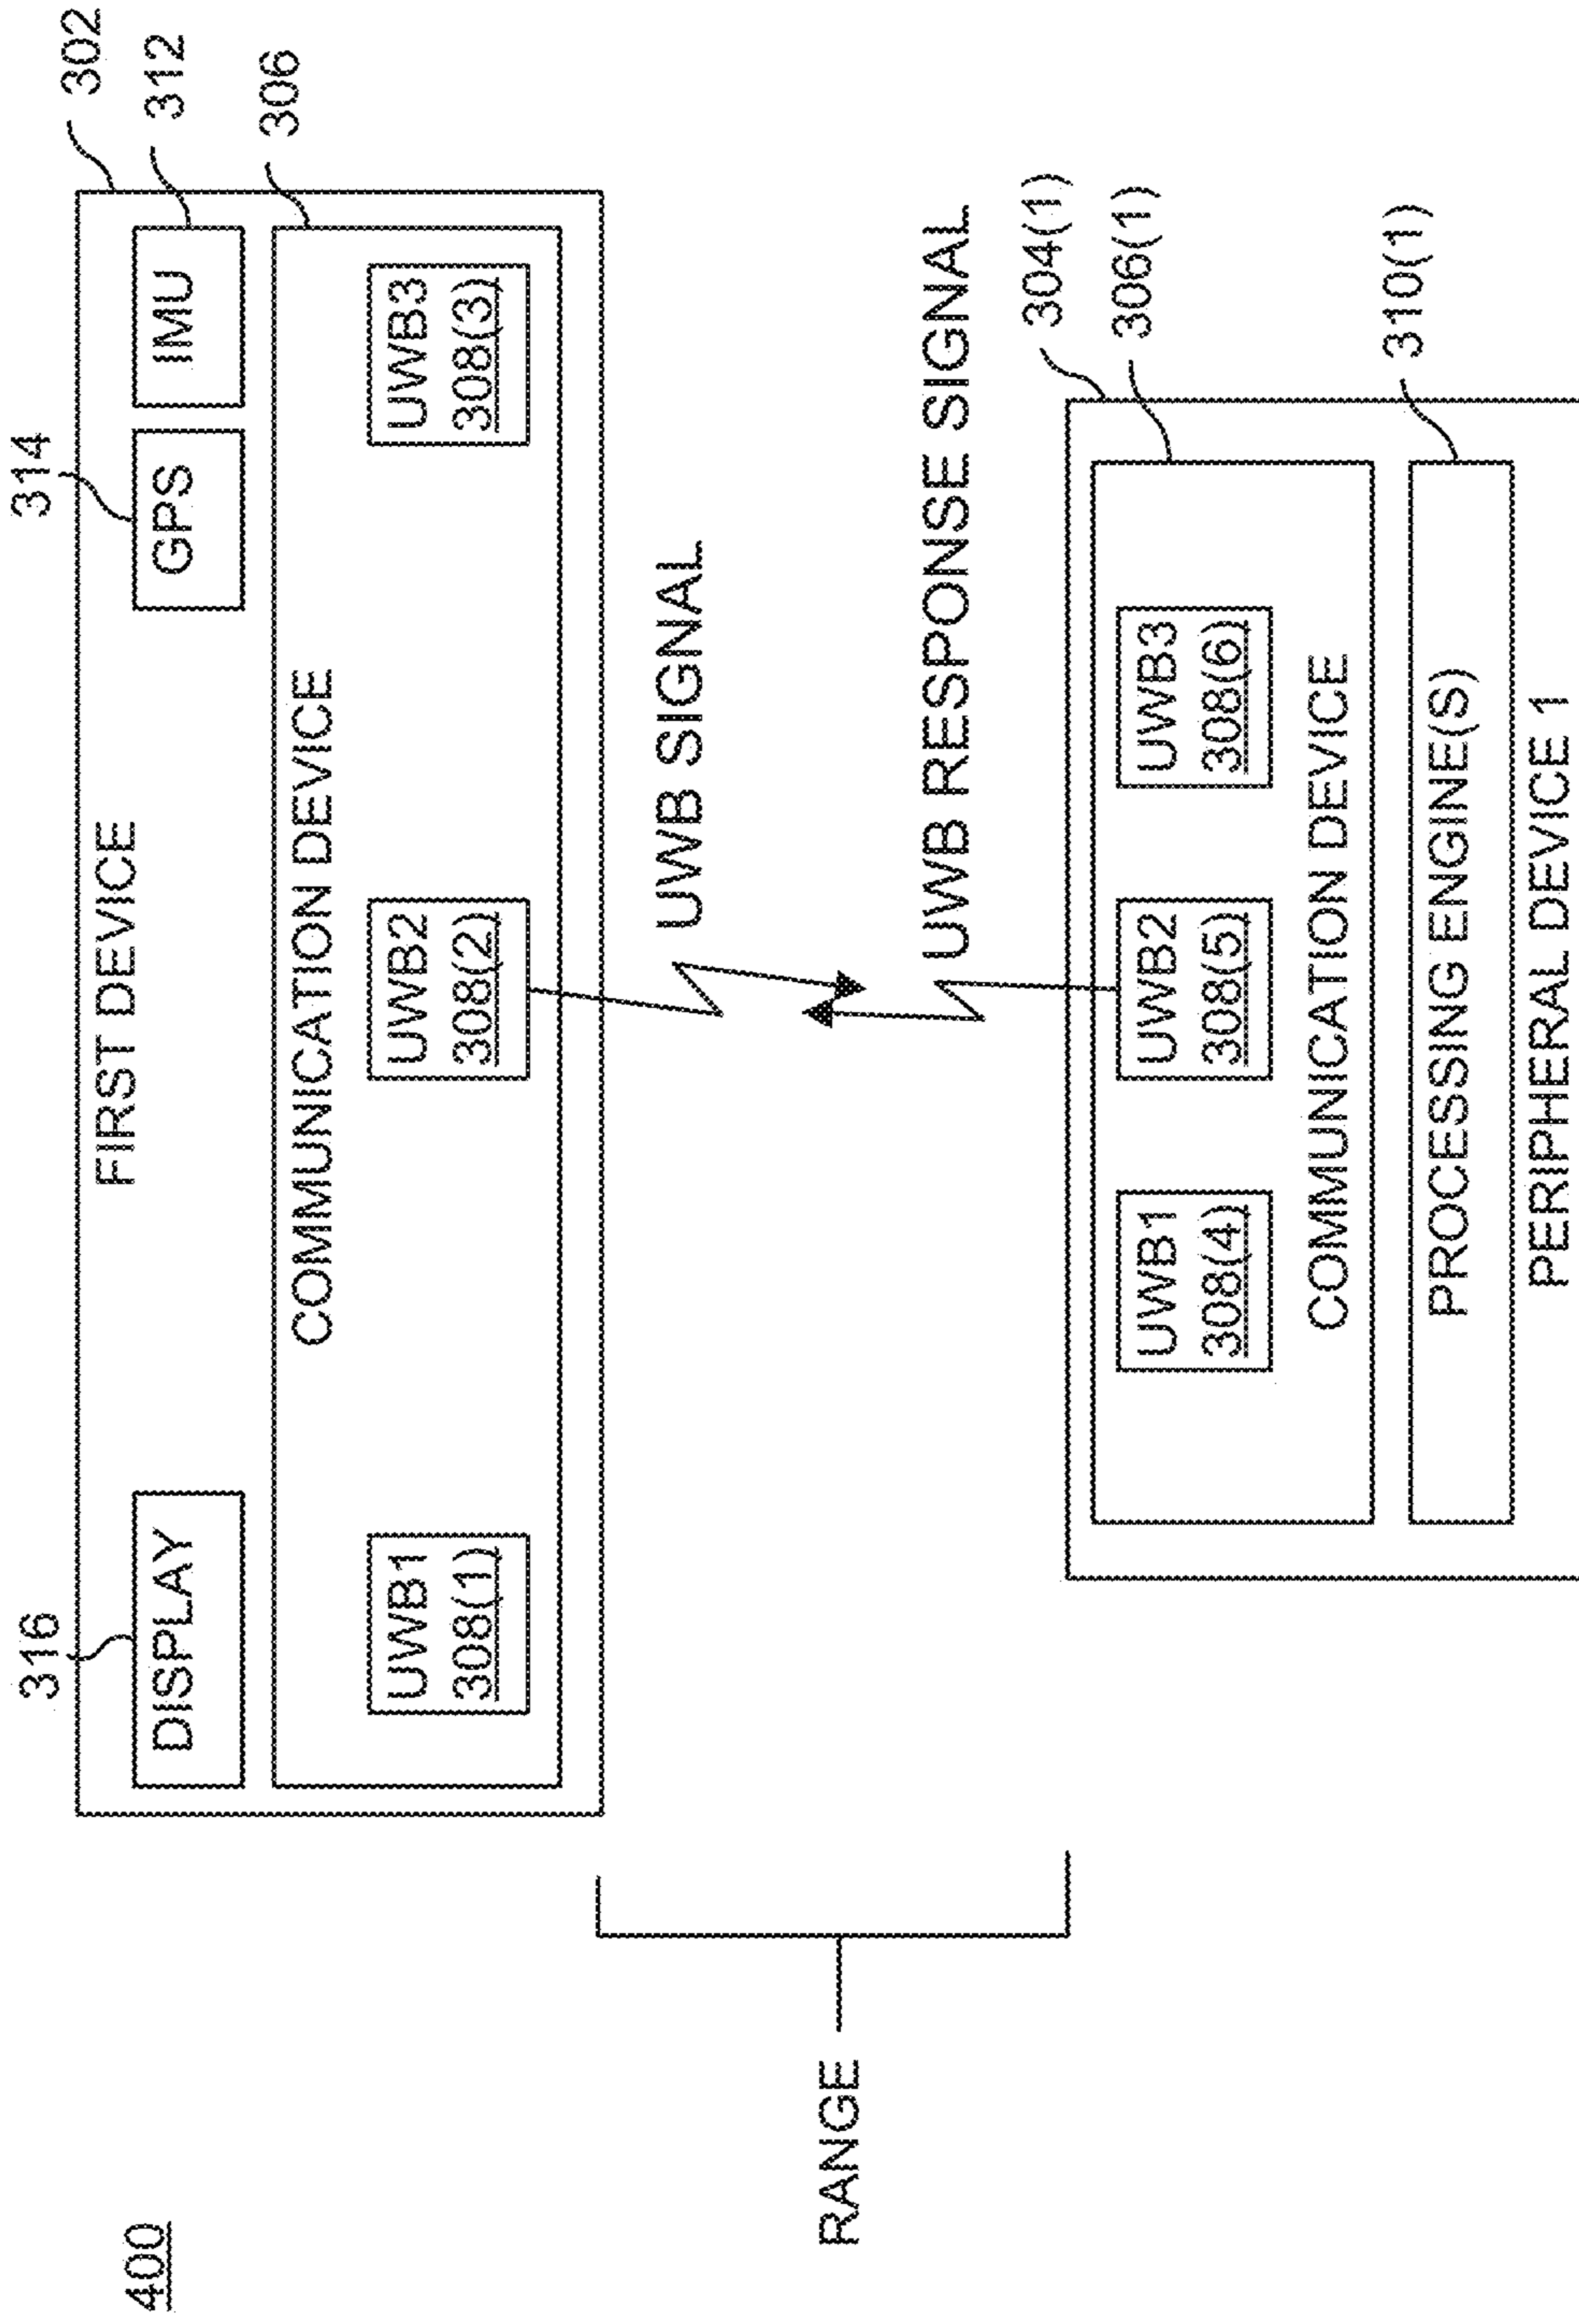 400
316
314
302
312
306
FIRST DEVICE
DISPLAY
GPS
IMU
COMMUNICATION DEVICE
UWB1
308(1)
UWB2
308(2)
UWB3
308(3)
UWB SIGNAL
RANGE
UWB RESPONSE SIGNAL
304(1)
306(1)
310(1)
UWB1
308(4)
UWB2
308(5)
UWB3
308(6)
COMMUNICATION DEVICE
PROCESSING ENGINE(S)
PERIPHERAL DEVICE 1